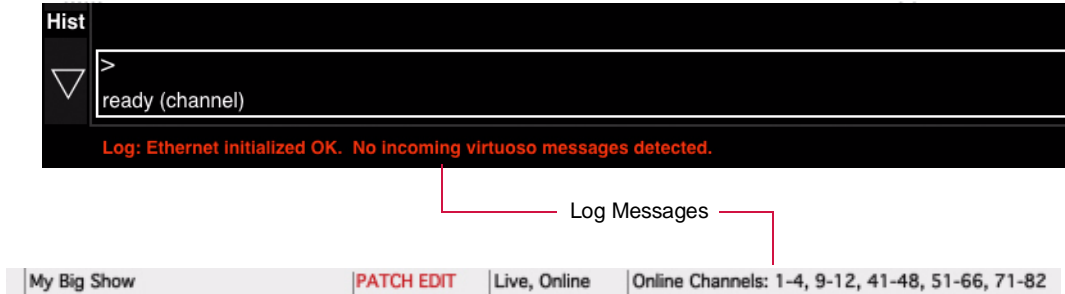 Hist
>
ready (channel)
Log: Ethernet initialized OK.  No incoming virtuoso messages detected.
Log Messages
My Big Show PATCH EDIT Live, Online Online Channels: 1-4, 9-12, 41-48, 51-66, 71-82